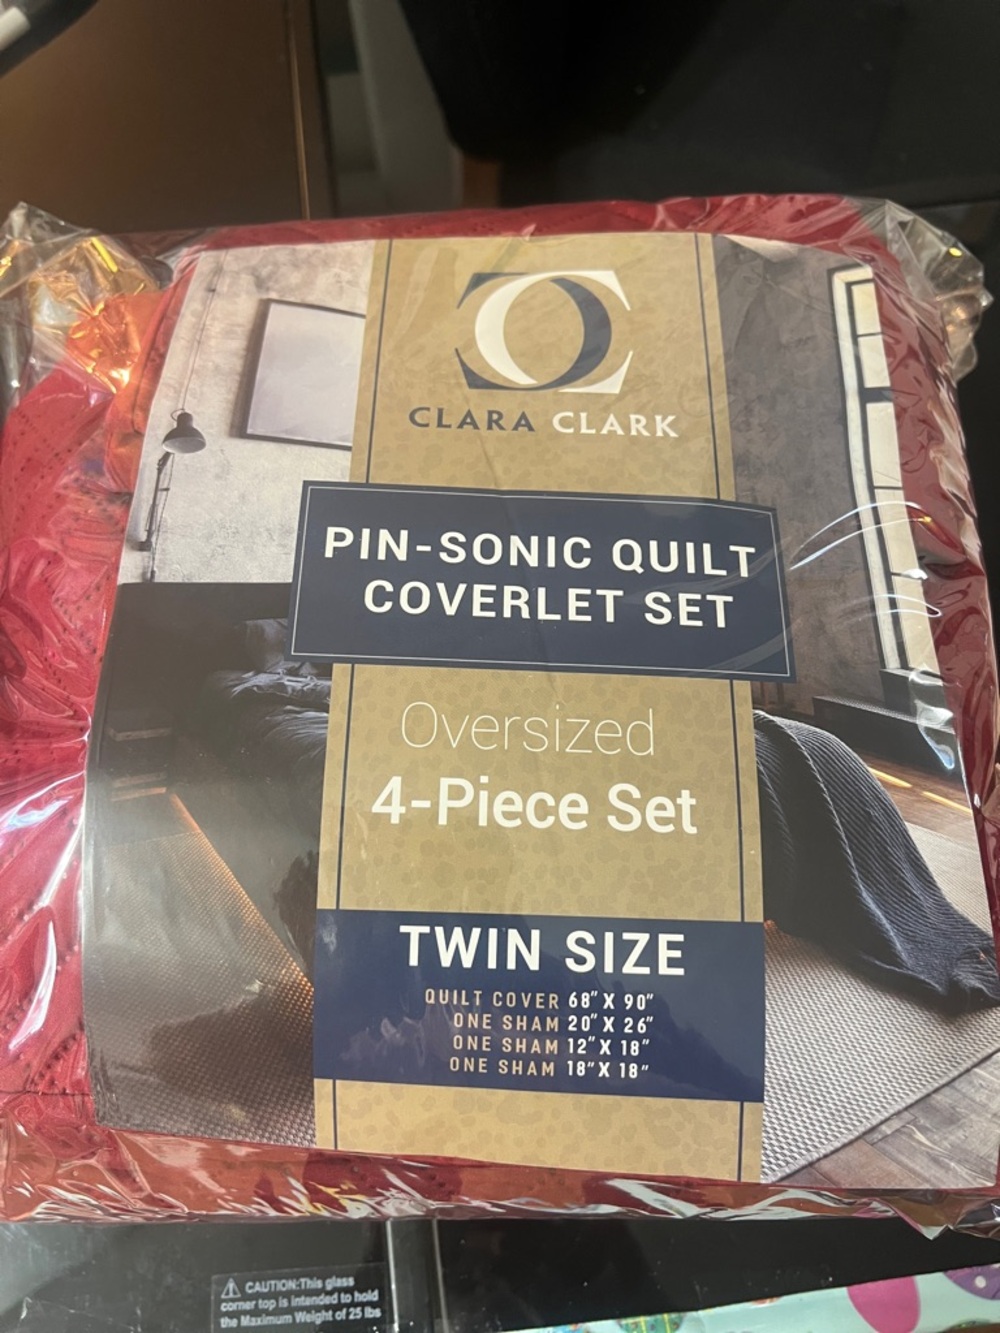 CLARA CLARK
PIN-SONIC QUILT
COVERLET SET
Oversized
4-Piece Set
TWIN SIZE
QUILT COVER 68" X 90"
ONE SHAM 20" X 26"
ONE SHAM 12" X 18"
ONE SHAM 18" X 18"
CAUTION:This glass
corner top is intended to hold
the Maximum Weight of 25 lbs